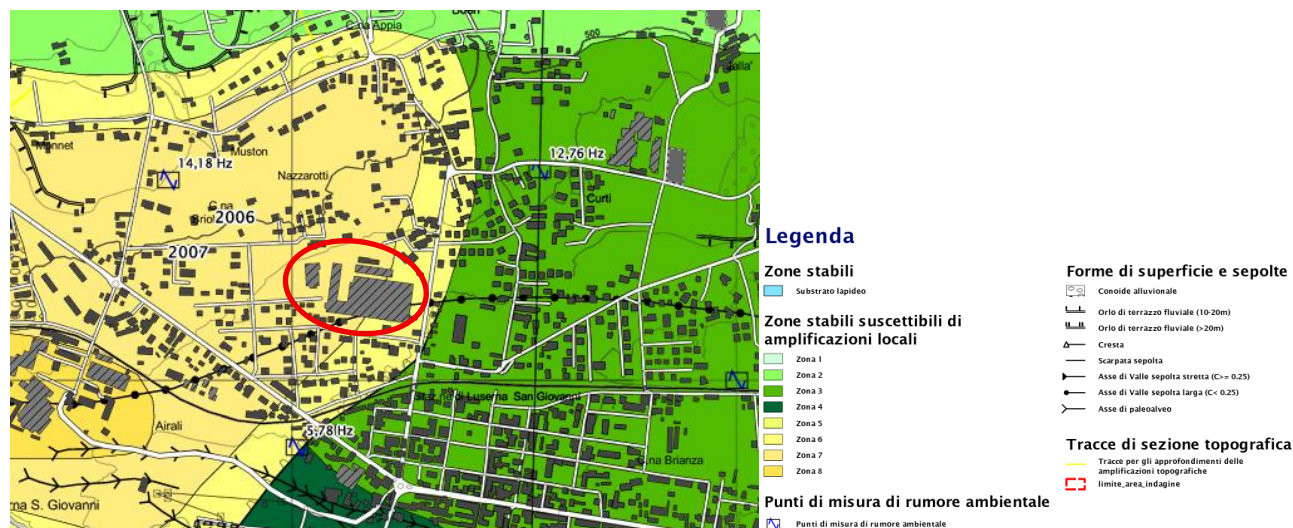 C.na Appia
Boeri
500
500
Jalla'
Monnet
Muston
14,18 Hz
12,76 Hz
Nazzarotti
Curti
C.na
2006
2007
5,78 Hz
Airali
San Giovanni
C.na Brianza
na S. Giovanni
Legenda
Zone stabili
Substrato lapideo
Zone stabili suscettibili di
amplificazioni locali
Zona 1
Zona 2
Zona 3
Zona 4
Zona 5
Zona 6
Zona 7
Zona 8
Punti di misura di rumore ambientale
Punti di misura di rumore ambientale
Forme di superficie e sepolte
Conoide alluvionale
Orlo di terrazzo fluviale (10-20m)
Orlo di terrazzo fluviale (>20m)
Cresta
Scarpata sepolta
Asse di Valle sepolta stretta (C>= 0.25)
Asse di Valle sepolta larga (C< 0.25)
Asse di paleoalveo
Tracce di sezione topografica
Tracce per gli approfondimenti delle
amplificazioni topografiche
limite_area_indagine